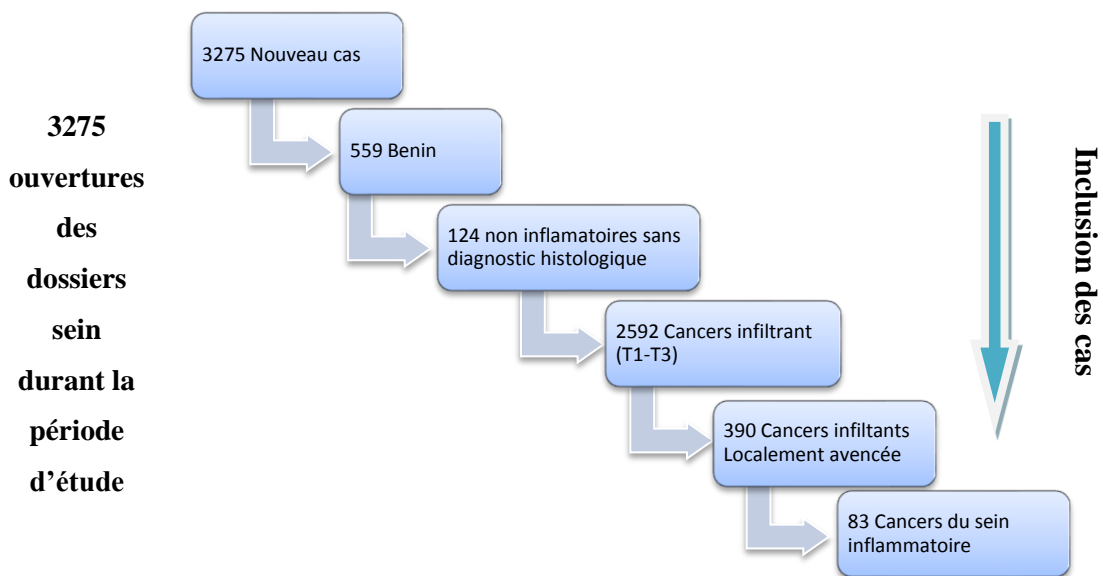 3275
ouvertures
des
dossiers
sein
durant la
période
d’étude
3275 Nouveau cas
559 Benin
124 non inflamatoires sans
diagnostic histologique
2592 Cancers infiltrant
(T1-T3)
390 Cancers infiltants
Localement avencée
83 Cancers du sein
inflammatoire
Inclusion des cas